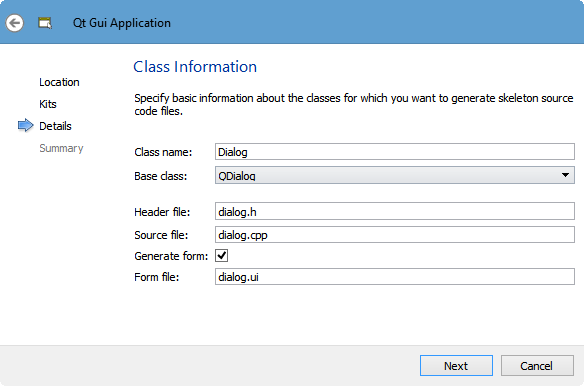 Qt Gui Application
Class Information
Location
Kits
Details
Summary
Specify basic information about the classes for which you want to generate skeleton source
code files.
Class name: Dialog
Base class: QDialog
Header file: dialog.h
Source file: dialog.cpp
Generate form:
Form file: dialog.ui
Next Cancel